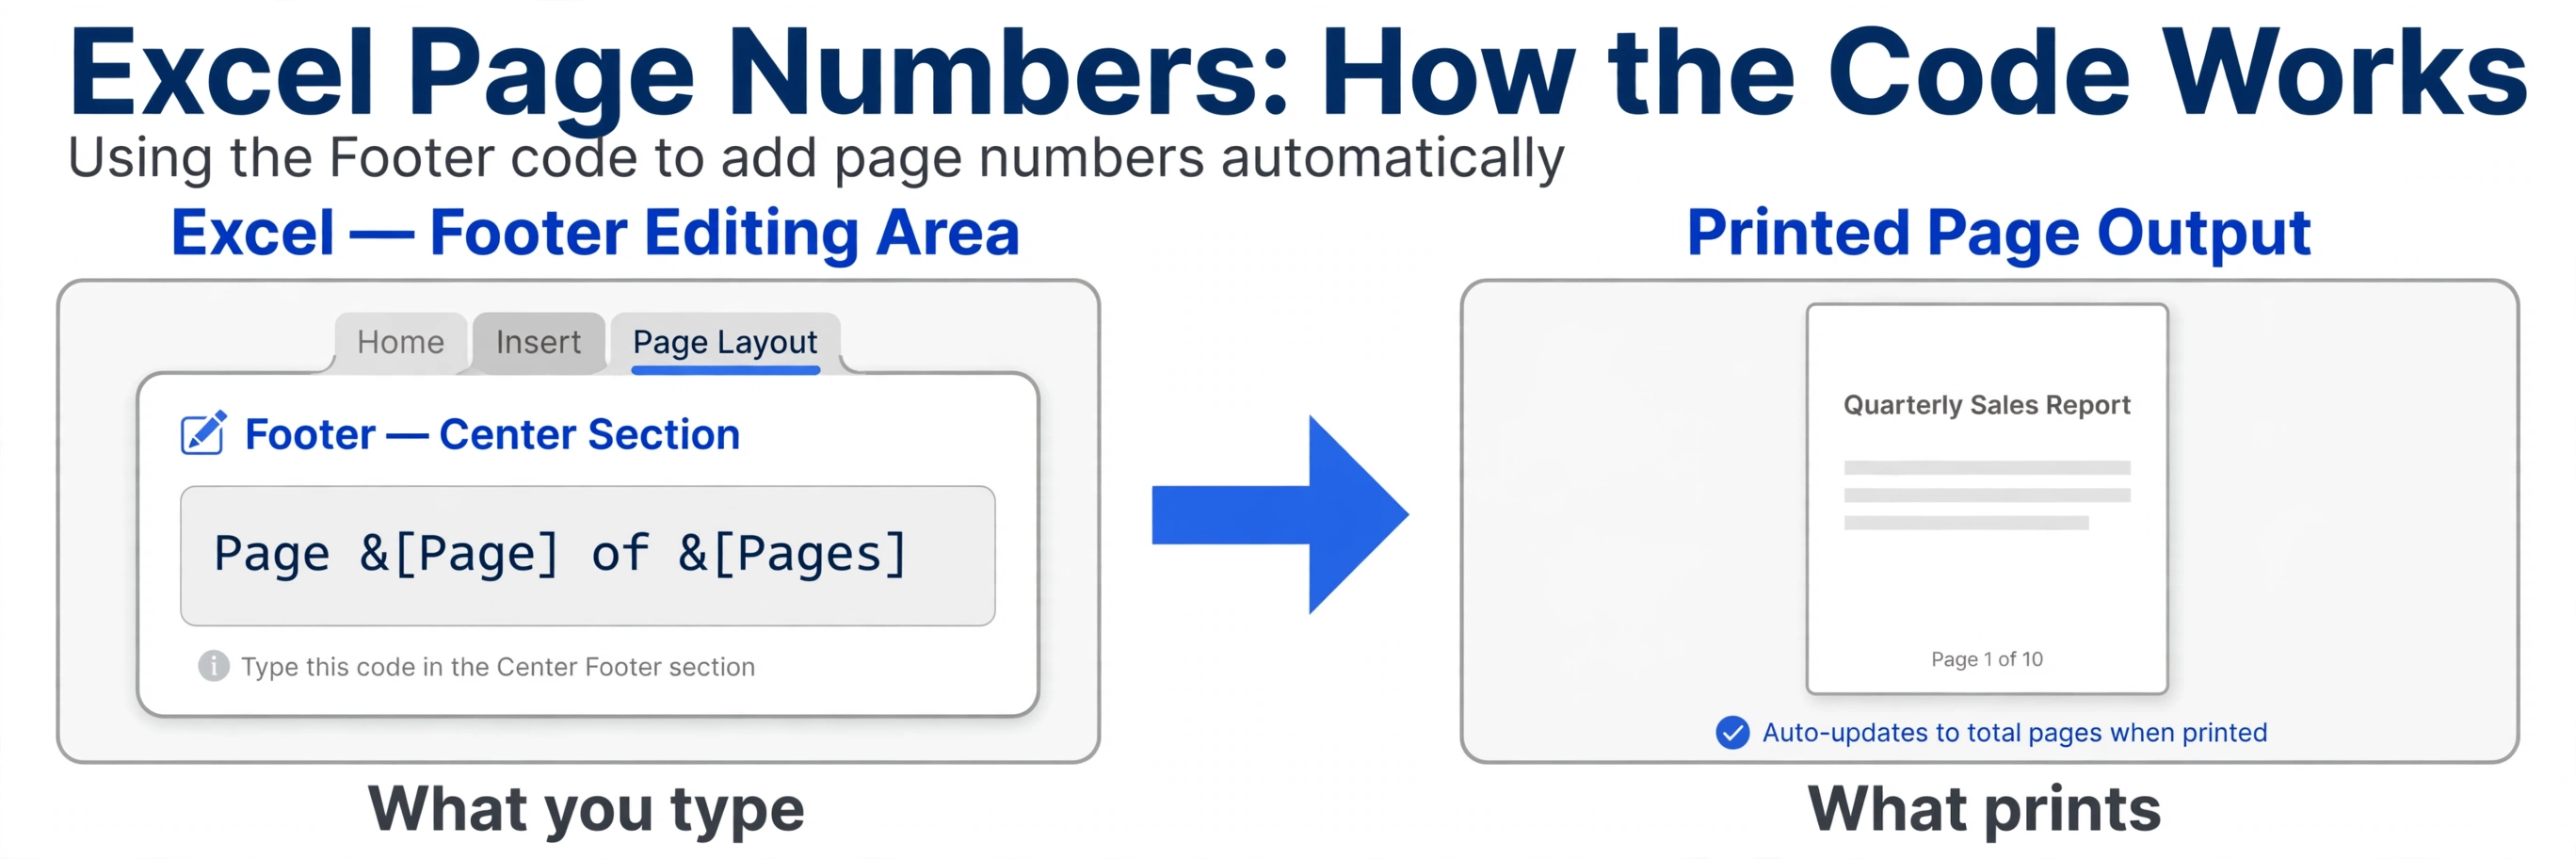 Excel Page Numbers: How the Code Works
Using the Footer code to add page numbers automatically
Excel — Footer Editing Area
Home Insert Page Layout
Footer — Center Section
Page &[Page] of &[Pages]
Type this code in the Center Footer section
What you type
Printed Page Output
Quarterly Sales Report
Page 1 of 10
Auto-updates to total pages when printed
What prints